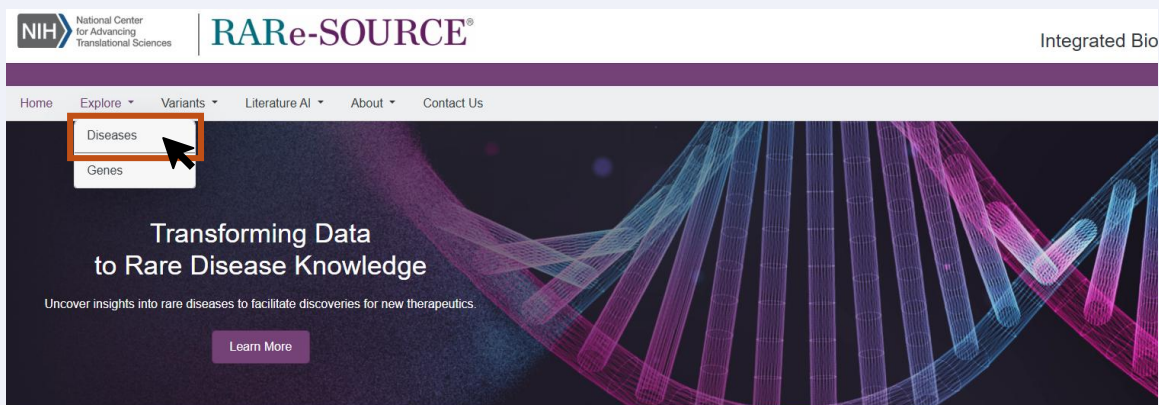 NIH
National Center
for Advancing
Translational Sciences
RARe-SOURCE®
Integrated Bio
Home Explore Variants Literature AI About Contact Us
Diseases
Genes
Transforming Data
to Rare Disease Knowledge
Uncover insights into rare diseases to facilitate discoveries for new therapeutics.
Learn More